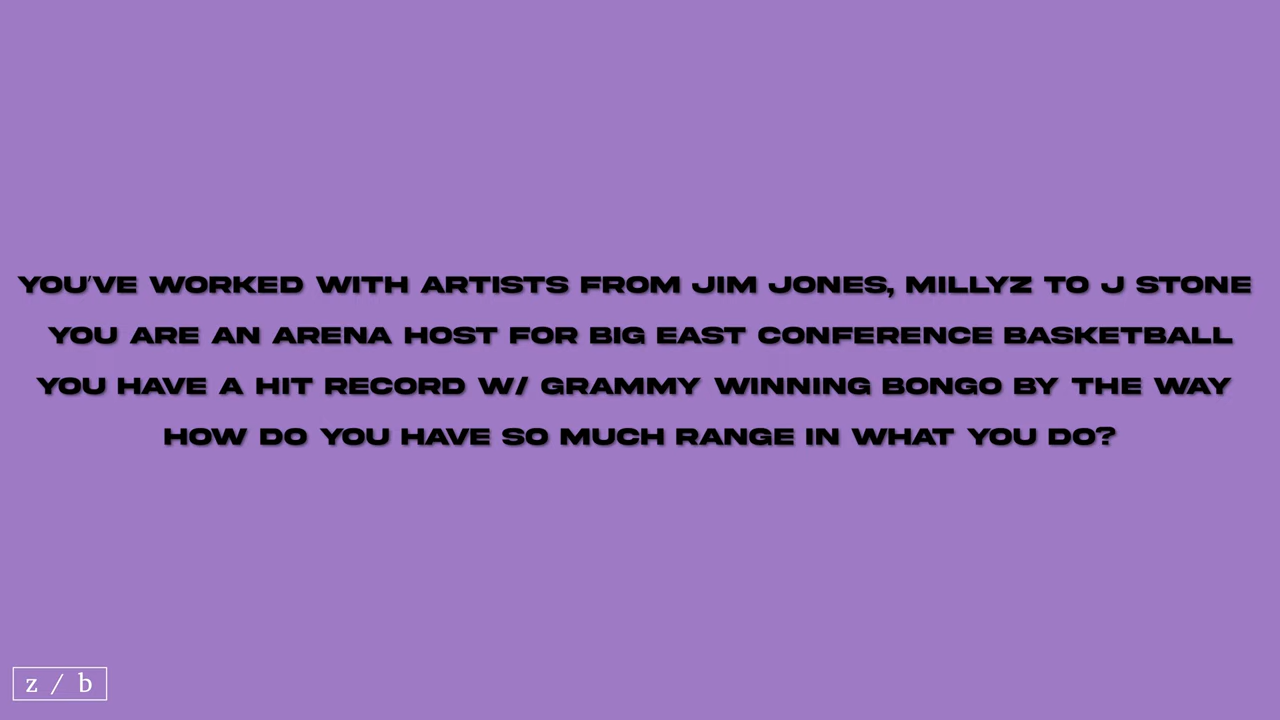 YOU'VE WORKED WITH ARTISTS FROM JIM JONES, MILLYZ TO J STONE
YOU ARE AN ARENA HOST FOR BIG EAST CONFERENCE BASKETBALL
YOU HAVE A HIT RECORD W/ GRAMMY WINNING BONGO BY THE WAY
HOW DO YOU HAVE SO MUCH RANGE IN WHAT YOU DO?
z / b